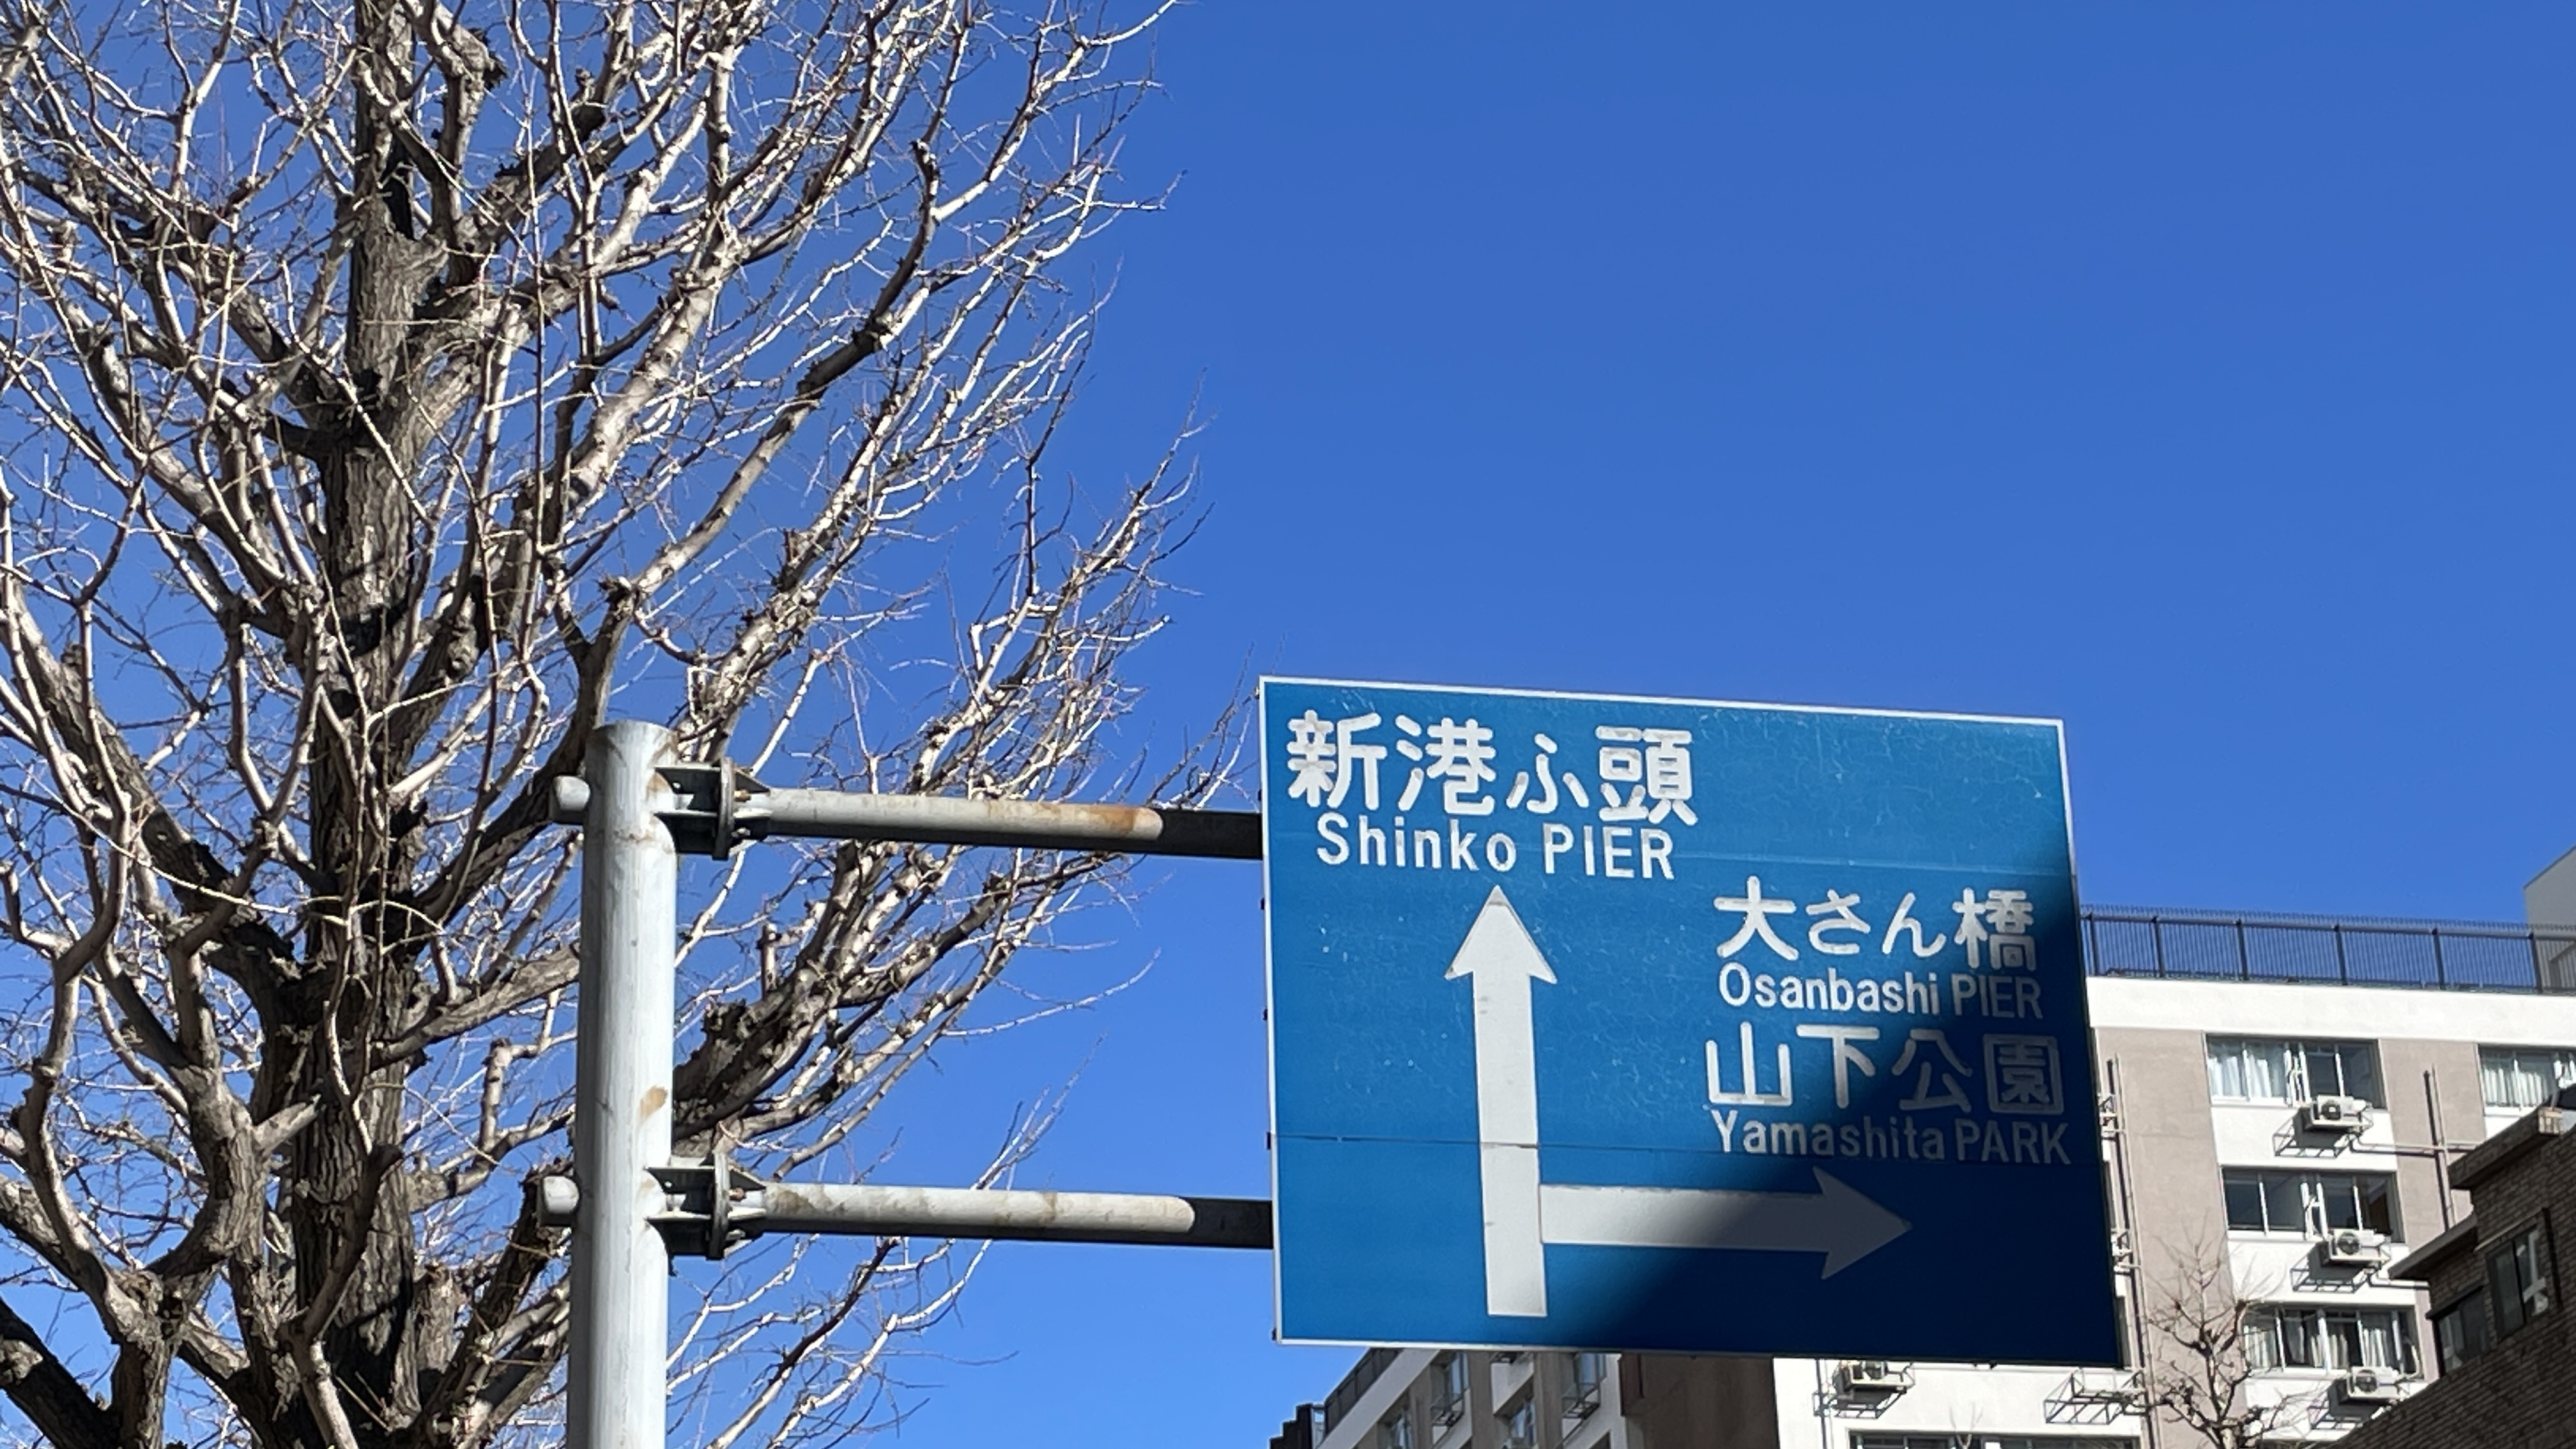 新港ふ頭
Shinko PIER
大さん橋
Osanbashi PIER
山下公園
Yamashita PARK